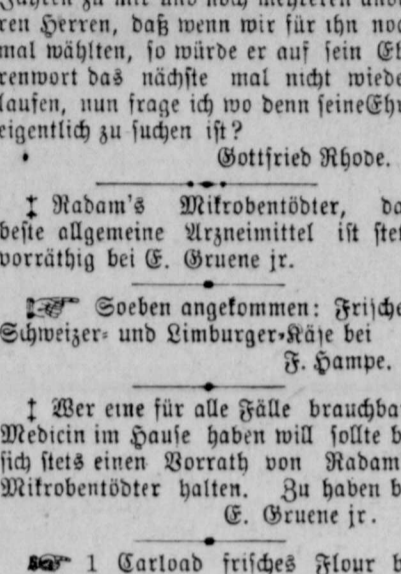 ren Herren, daß wenn wir für ihn noc
mal wählten, so würde er auf sein Eh
renwort das nächste mal nicht wiede
laufen, nun frage ich wo denn seine Ehr
eigentlich zu suchen ist?
Gottfried Rhode.
‡ Radam's Mikrobentödter, da
beste allgemeine Arzneimittel ist stet
vorräthig bei E. Gruene jr.
☞ Soeben angekommen: Frische
Schweizer- und Limburger-Käse bei
F. Hampe.
‡ Wer eine für alle Fälle brauchba
Medicin im Hause haben will sollte b
sich stets einen Vorrath von Radam
Mikrobentödter halten. Zu haben b
E. Gruene jr.
☞ 1 Carload frisches Flour b